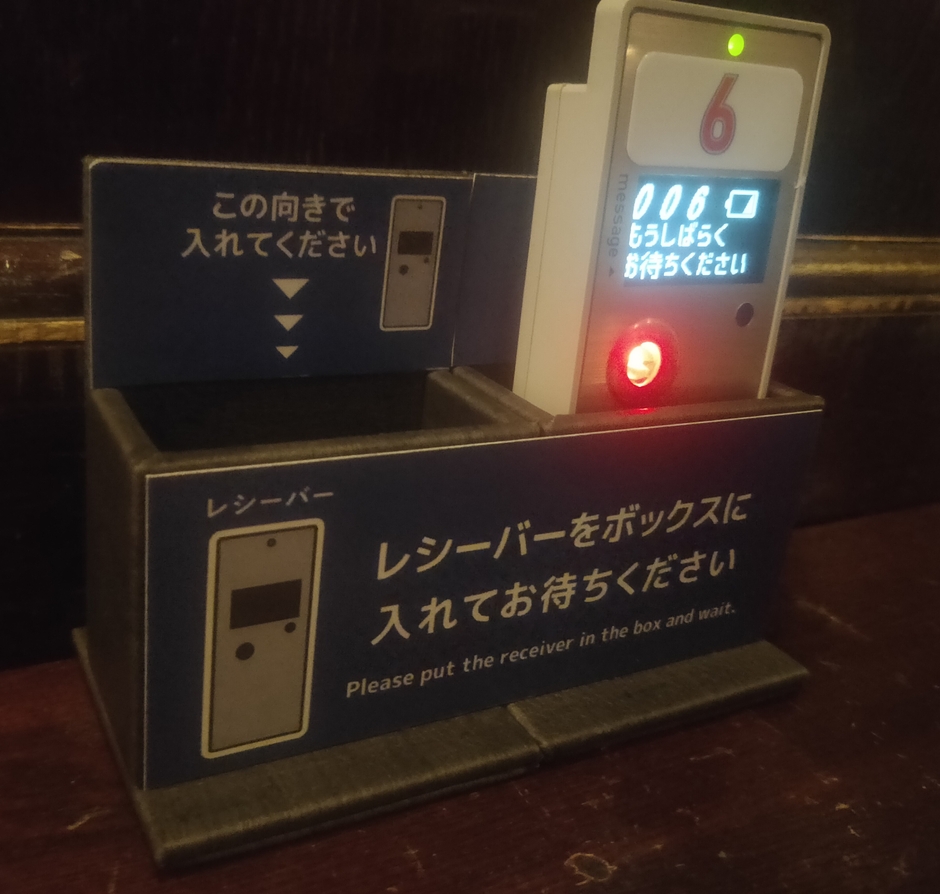 この向きで
入れてください
6
message
006
もうしばらく
お待ちください
レシーバー
レシーバーをボックスに
入れてお待ちください
Please put the receiver in the box and wait.